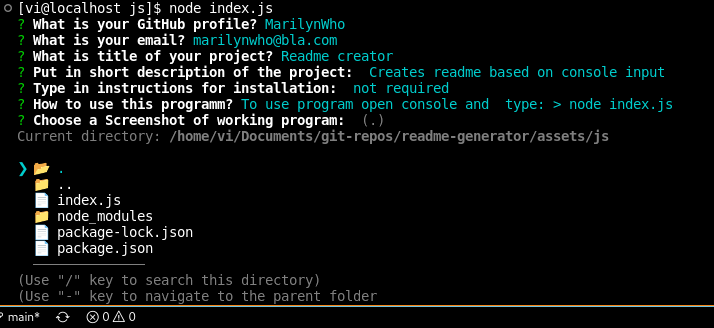 [vi@localhost js]$ node index.js
? What is your GitHub profile? MarilynWho
? What is your email? marilynwho@bla.com
? What is title of your project? Readme creator
? Put in short description of the project:  Creates readme based on console input
? Type in instructions for installation:  not required
? How to use this programm? To use program open console and  type: > node index.js
? Choose a Screenshot of working program:  (.)
Current directory: /home/vi/Documents/git-repos/readme-generator/assets/js
❯ .
..
index.js
node_modules
package-lock.json
package.json
(Use "/" key to search this directory)
(Use "-" key to navigate to the parent folder
main* 0 0